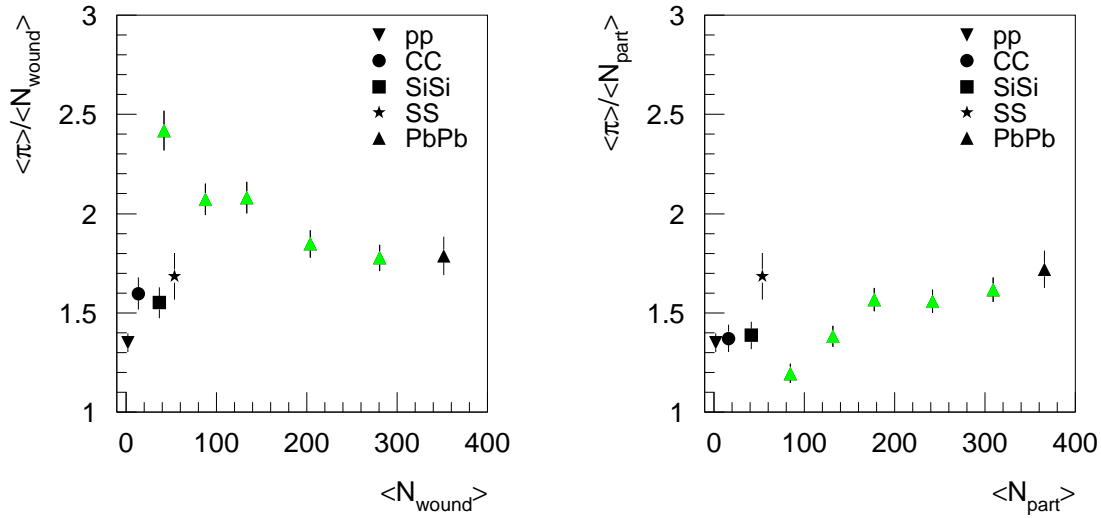 <π>/<N_wound>
3
2.5
2
1.5
1
0 100 200 300 400
<N_wound>
pp
CC
SiSi
SS
PbPb
<π>/<N_part>
3
2.5
2
1.5
1
0 100 200 300 400
<N_part>
pp
CC
SiSi
SS
PbPb